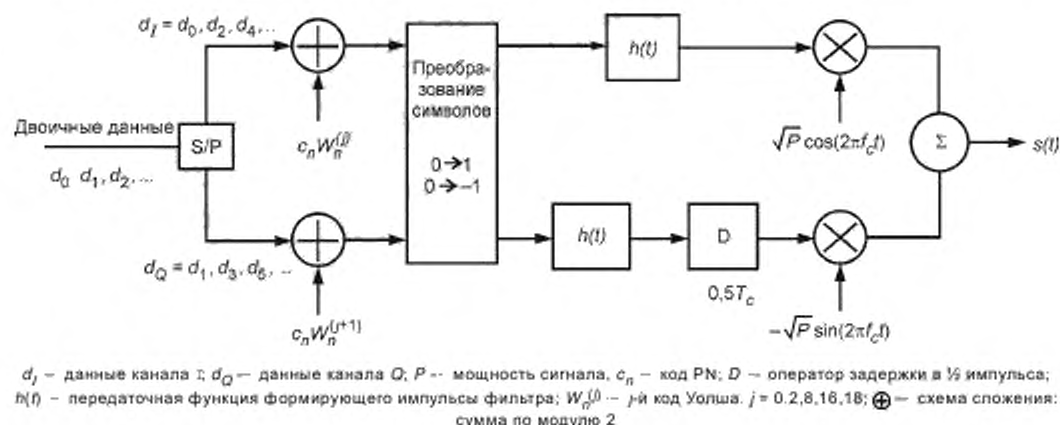 d_I = d_0, d_2, d_4,...
Преобра-
зование
символов
0→1
0→–1
h(t)
Двоичные данные
S/P
d_0 d_1, d_2, ...
c_n W_n^(j)
√P cos(2πf_c t)
Σ
s(t)
h(t)
D
d_Q = d_1, d_3, d_5, ..
0,5T_c
c_n W_n^(j+1)
–√P sin(2πf_c t)
d_I – данные канала I; d_Q — данные канала Q; P -- мощность сигнала, c_n – код PN; D — оператор задержки в ½ импульса;
h(t) – передаточная функция формирующего импульсы фильтра; W_n^(j) -- j-й код Уолша. j = 0.2,8,16,18; ⊕ — схема сложения:
сумма по модулю 2